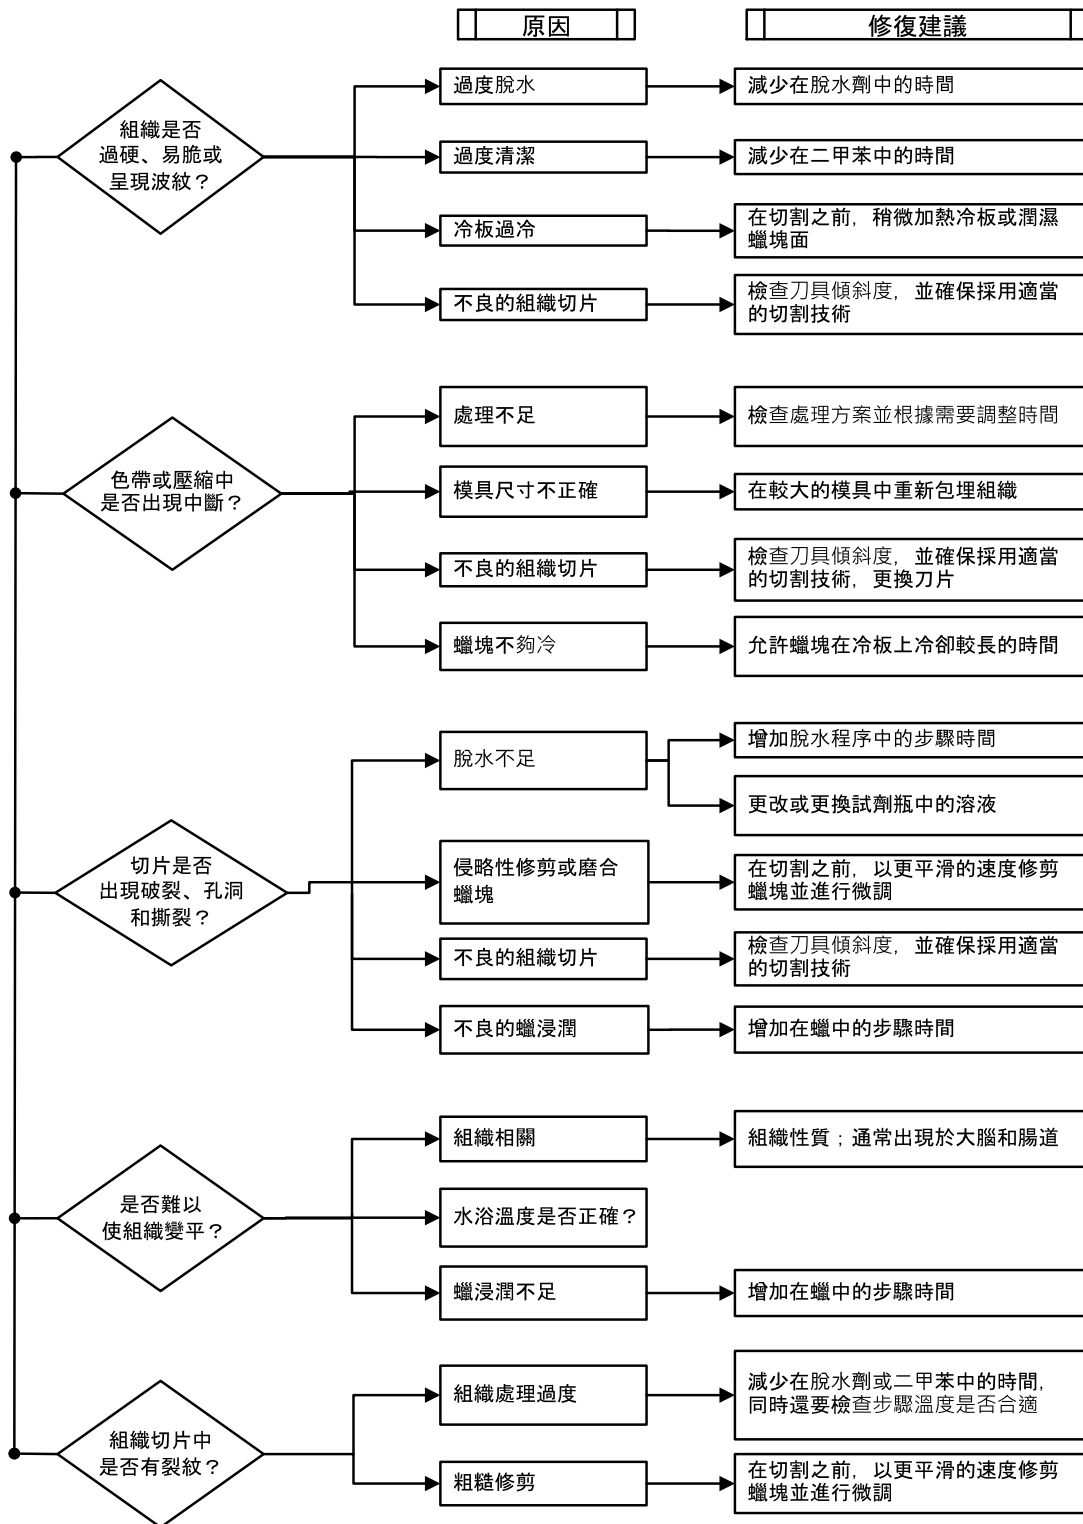 原因
修復建議
組織是否
過硬、易脆或
呈現波紋？
過度脫水
減少在脫水劑中的時間
過度清潔
減少在二甲苯中的時間
冷板過冷
在切割之前，稍微加熱冷板或潤濕
蠟塊面
不良的組織切片
檢查刀具傾斜度，並確保採用適當
的切割技術
色帶或壓縮中
是否出現中斷？
處理不足
檢查處理方案並根據需要調整時間
模具尺寸不正確
在較大的模具中重新包埋組織
不良的組織切片
檢查刀具傾斜度，並確保採用適當
的切割技術，更換刀片
蠟塊不夠冷
允許蠟塊在冷板上冷卻較長的時間
切片是否
出現破裂、孔洞
和撕裂？
脫水不足
增加脫水程序中的步驟時間
更改或更換試劑瓶中的溶液
侵略性修剪或磨合
蠟塊
在切割之前，以更平滑的速度修剪
蠟塊並進行微調
不良的組織切片
檢查刀具傾斜度，並確保採用適當
的切割技術
不良的蠟浸潤
增加在蠟中的步驟時間
是否難以
使組織變平？
組織相關
組織性質；通常出現於大腦和腸道
水浴溫度是否正確？
蠟浸潤不足
增加在蠟中的步驟時間
組織切片中
是否有裂紋？
組織處理過度
減少在脫水劑或二甲苯中的時間，
同時還要檢查步驟溫度是否合適
粗糙修剪
在切割之前，以更平滑的速度修剪
蠟塊並進行微調